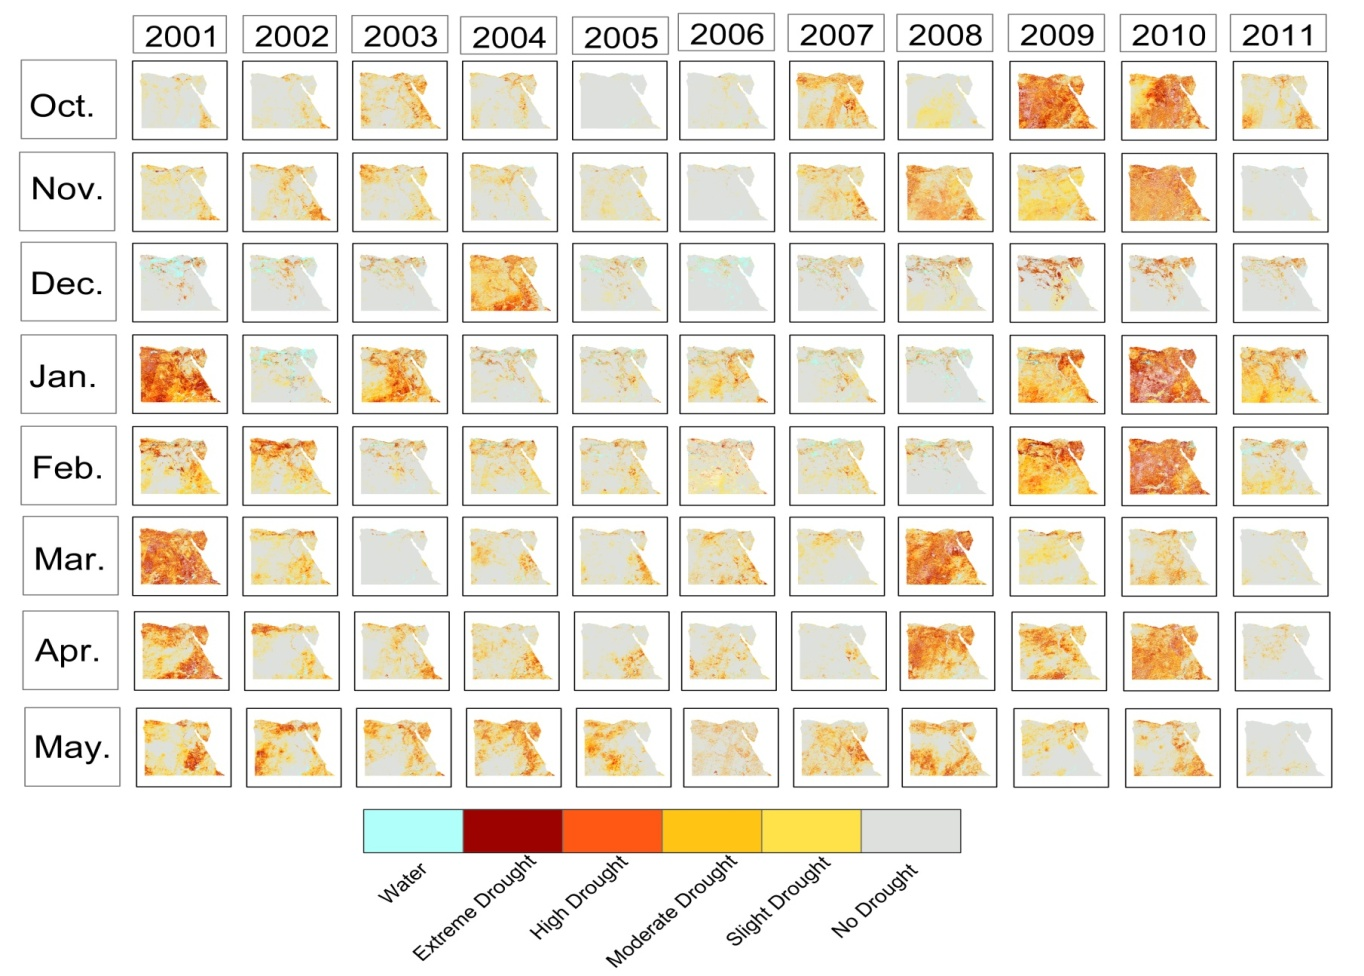 2001 2002 2003 2004 2005 2006 2007 2008 2009 2010 2011
Oct.
Nov.
Dec.
Jan.
Feb.
Mar.
Apr.
May.
Water
Extreme Drought
High Drought
Moderate Drought
Slight Drought
No Drought